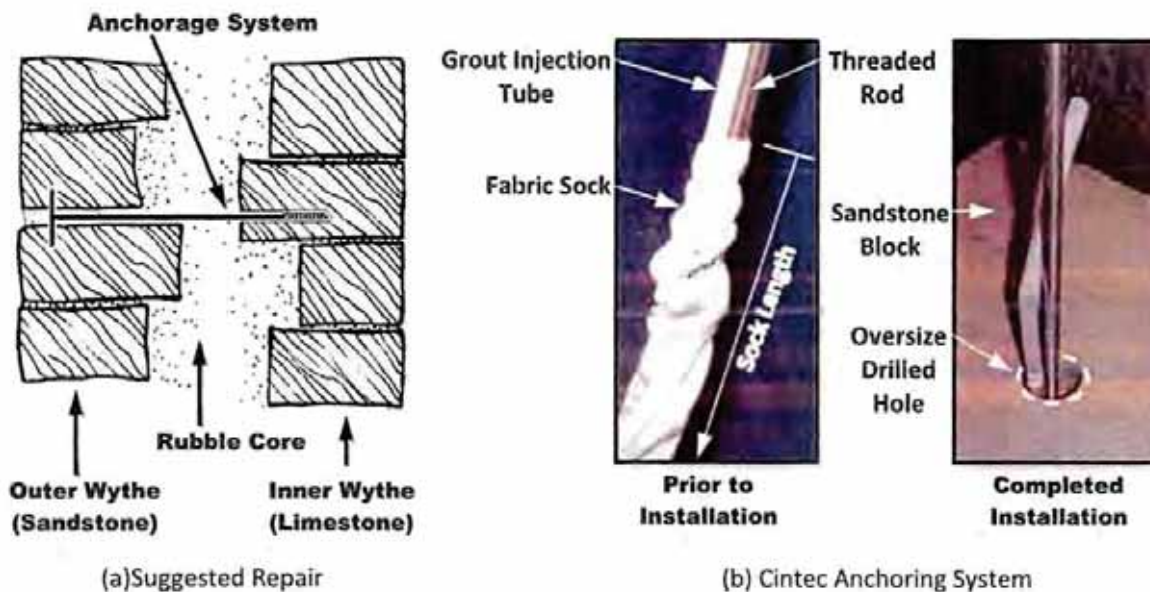 Anchorage System
Rubble Core
Outer Wythe
(Sandstone)
Inner Wythe
(Limestone)
(a)Suggested Repair
Grout Injection
Tube
Threaded
Rod
Fabric Sock
Sock Length
Sandstone
Block
Oversize
Drilled
Hole
Prior to
Installation
Completed
Installation
(b) Cintec Anchoring System